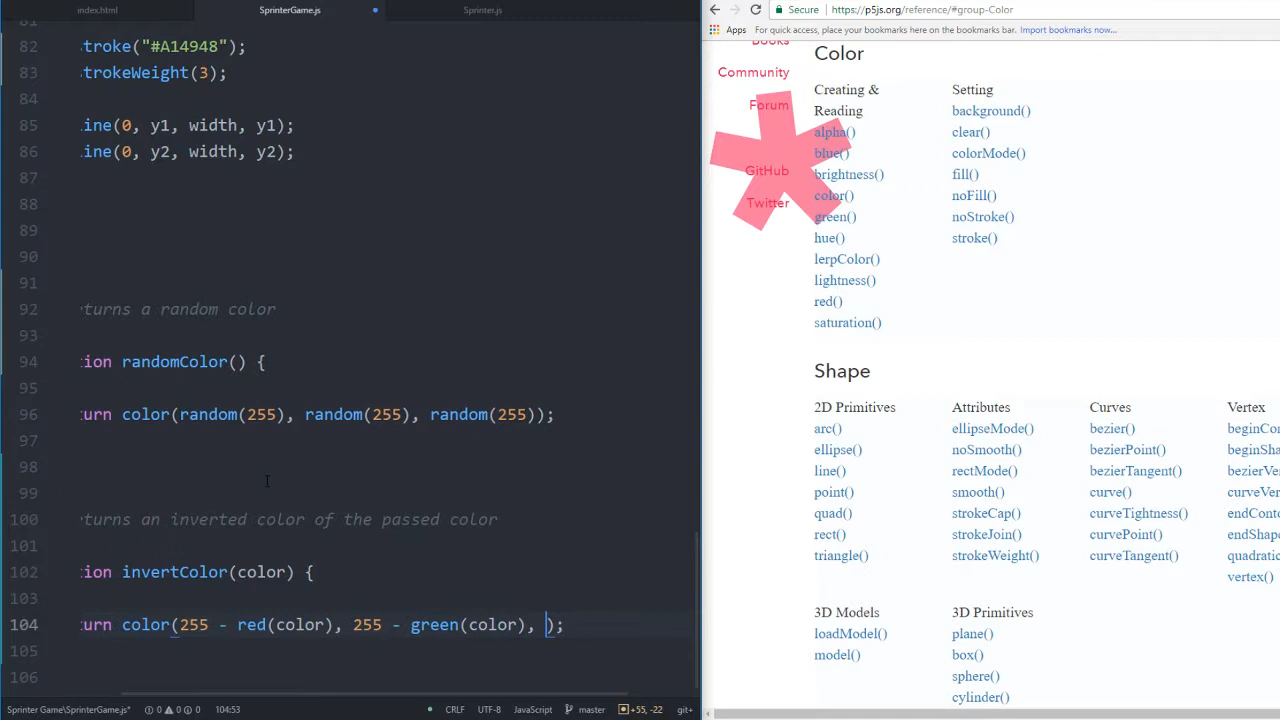 index.html
SprinterGame.js
Sprinter.js
82 troke("#A14948");
83 trokeWeight(3);
84
85 ine(0, y1, width, y1);
86 ine(0, y2, width, y2);
87
88
89
90
91
92 turns a random color
93
94 tion randomColor() {
95
96 urn color(random(255), random(255), random(255));
97
98
99
100 turns an inverted color of the passed color
101
102 tion invertColor(color) {
103
104 urn color(255 - red(color), 255 - green(color), );
105
106
Sprinter Game\SprinterGame.js* 0 0 0 104:53 CRLF UTF-8 JavaScript master +55, -22 git+
Secure https://p5js.org/reference/#group-Color
Apps For quick access, place your bookmarks here on the bookmarks bar. Import bookmarks now...
Books
Community
Forum
GitHub
Twitter
Color
Creating &
Reading
alpha()
blue()
brightness()
color()
green()
hue()
lerpColor()
lightness()
red()
saturation()
Setting
background()
clear()
colorMode()
fill()
noFill()
noStroke()
stroke()
Shape
2D Primitives
arc()
ellipse()
line()
point()
quad()
rect()
triangle()
Attributes
ellipseMode()
noSmooth()
rectMode()
smooth()
strokeCap()
strokeJoin()
strokeWeight()
Curves
bezier()
bezierPoint()
bezierTangent()
curve()
curveTightness()
curvePoint()
curveTangent()
Vertex
beginCon
beginSha
bezierVe
curveVer
endConto
endShape
quadratic
vertex()
3D Models
loadModel()
model()
3D Primitives
plane()
box()
sphere()
cylinder()